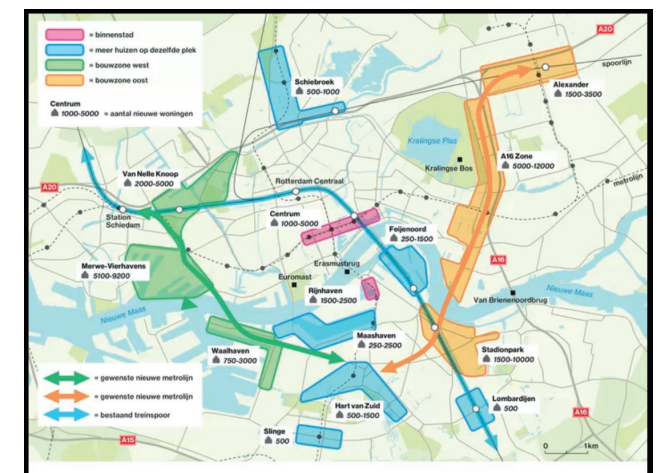 = binnenstad
= meer huizen op dezelfde plek
= bouwzone west
= bouwzone oost
Centrum
1000-5000 = aantal nieuwe woningen
A20
spoorlijn
Schiebroek
500-1000
Alexander
1500-3500
Kralingse Plas
Kralingse Bos
A16 Zone
5000-12000
metrolijn
Van Nelle Knoop
2000-5000
Rotterdam Centraal
A20
Station
Schiedam
Centrum
1000-5000
Feijenoord
250-1500
Erasmusbrug
Euromast
A16
Merwe-Vierhavens
5100-9200
Rijnhaven
1500-2500
Van Brienenoordbrug
Nieuwe Maas
Nieuwe Maas
Maashaven
250-2500
Waalhaven
750-3000
Stadionpark
1500-10000
= gewenste nieuwe metrolijn
= gewenste nieuwe metrolijn
= bestaand treinspoor
Hart van Zuid
500-1500
Lombardijen
500
A16
Slinge
500
A15
0 1km